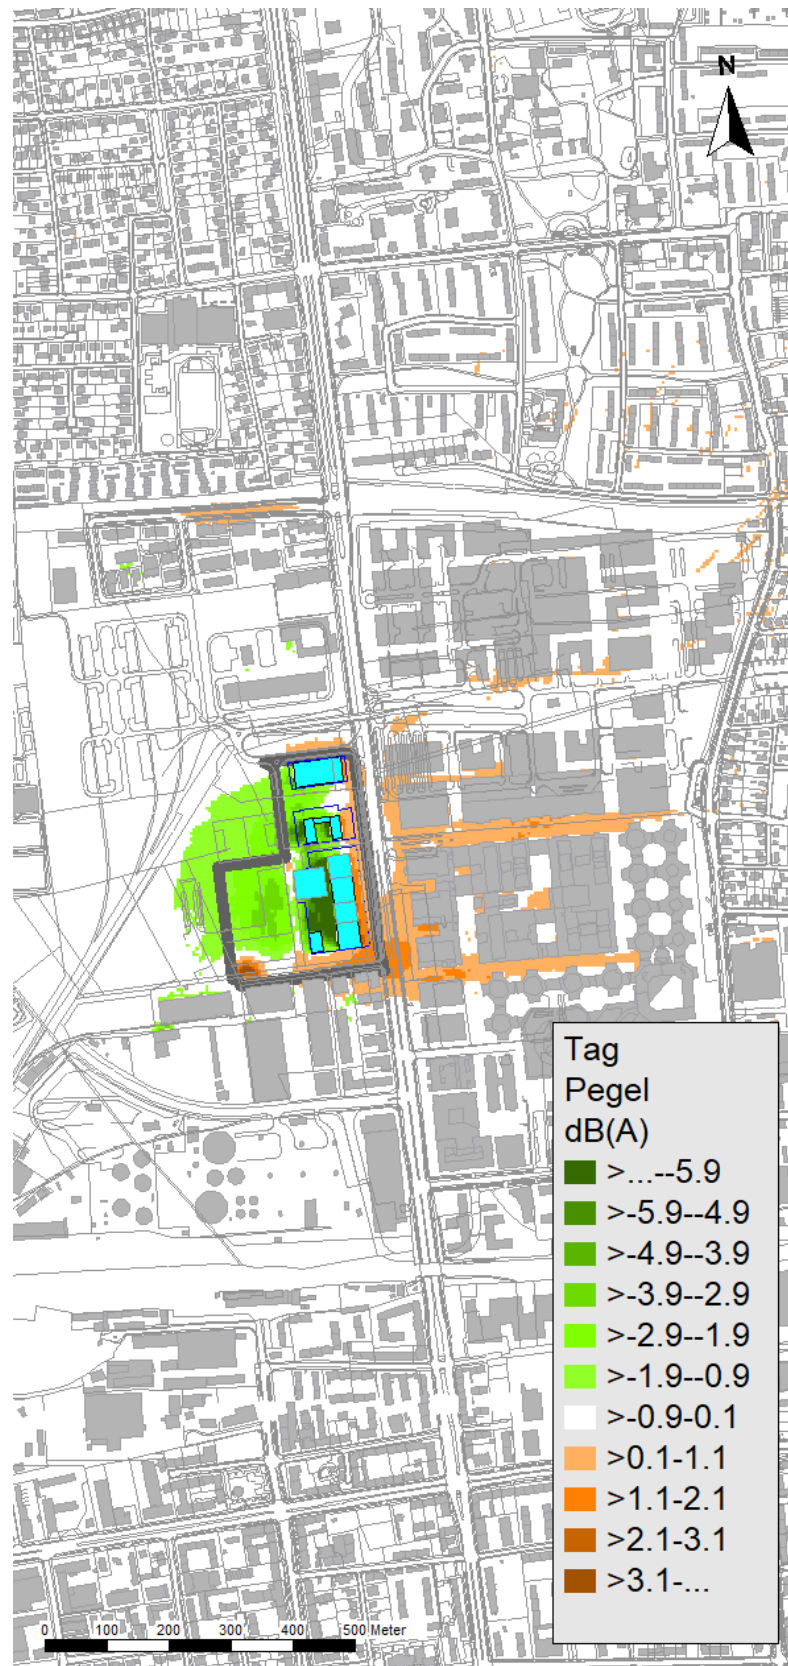 N
Tag
Pegel
dB(A)
>...--5.9
>-5.9--4.9
>-4.9--3.9
>-3.9--2.9
>-2.9--1.9
>-1.9--0.9
>-0.9-0.1
>0.1-1.1
>1.1-2.1
>2.1-3.1
>3.1-...
0 100 200 300 400 500 Meter